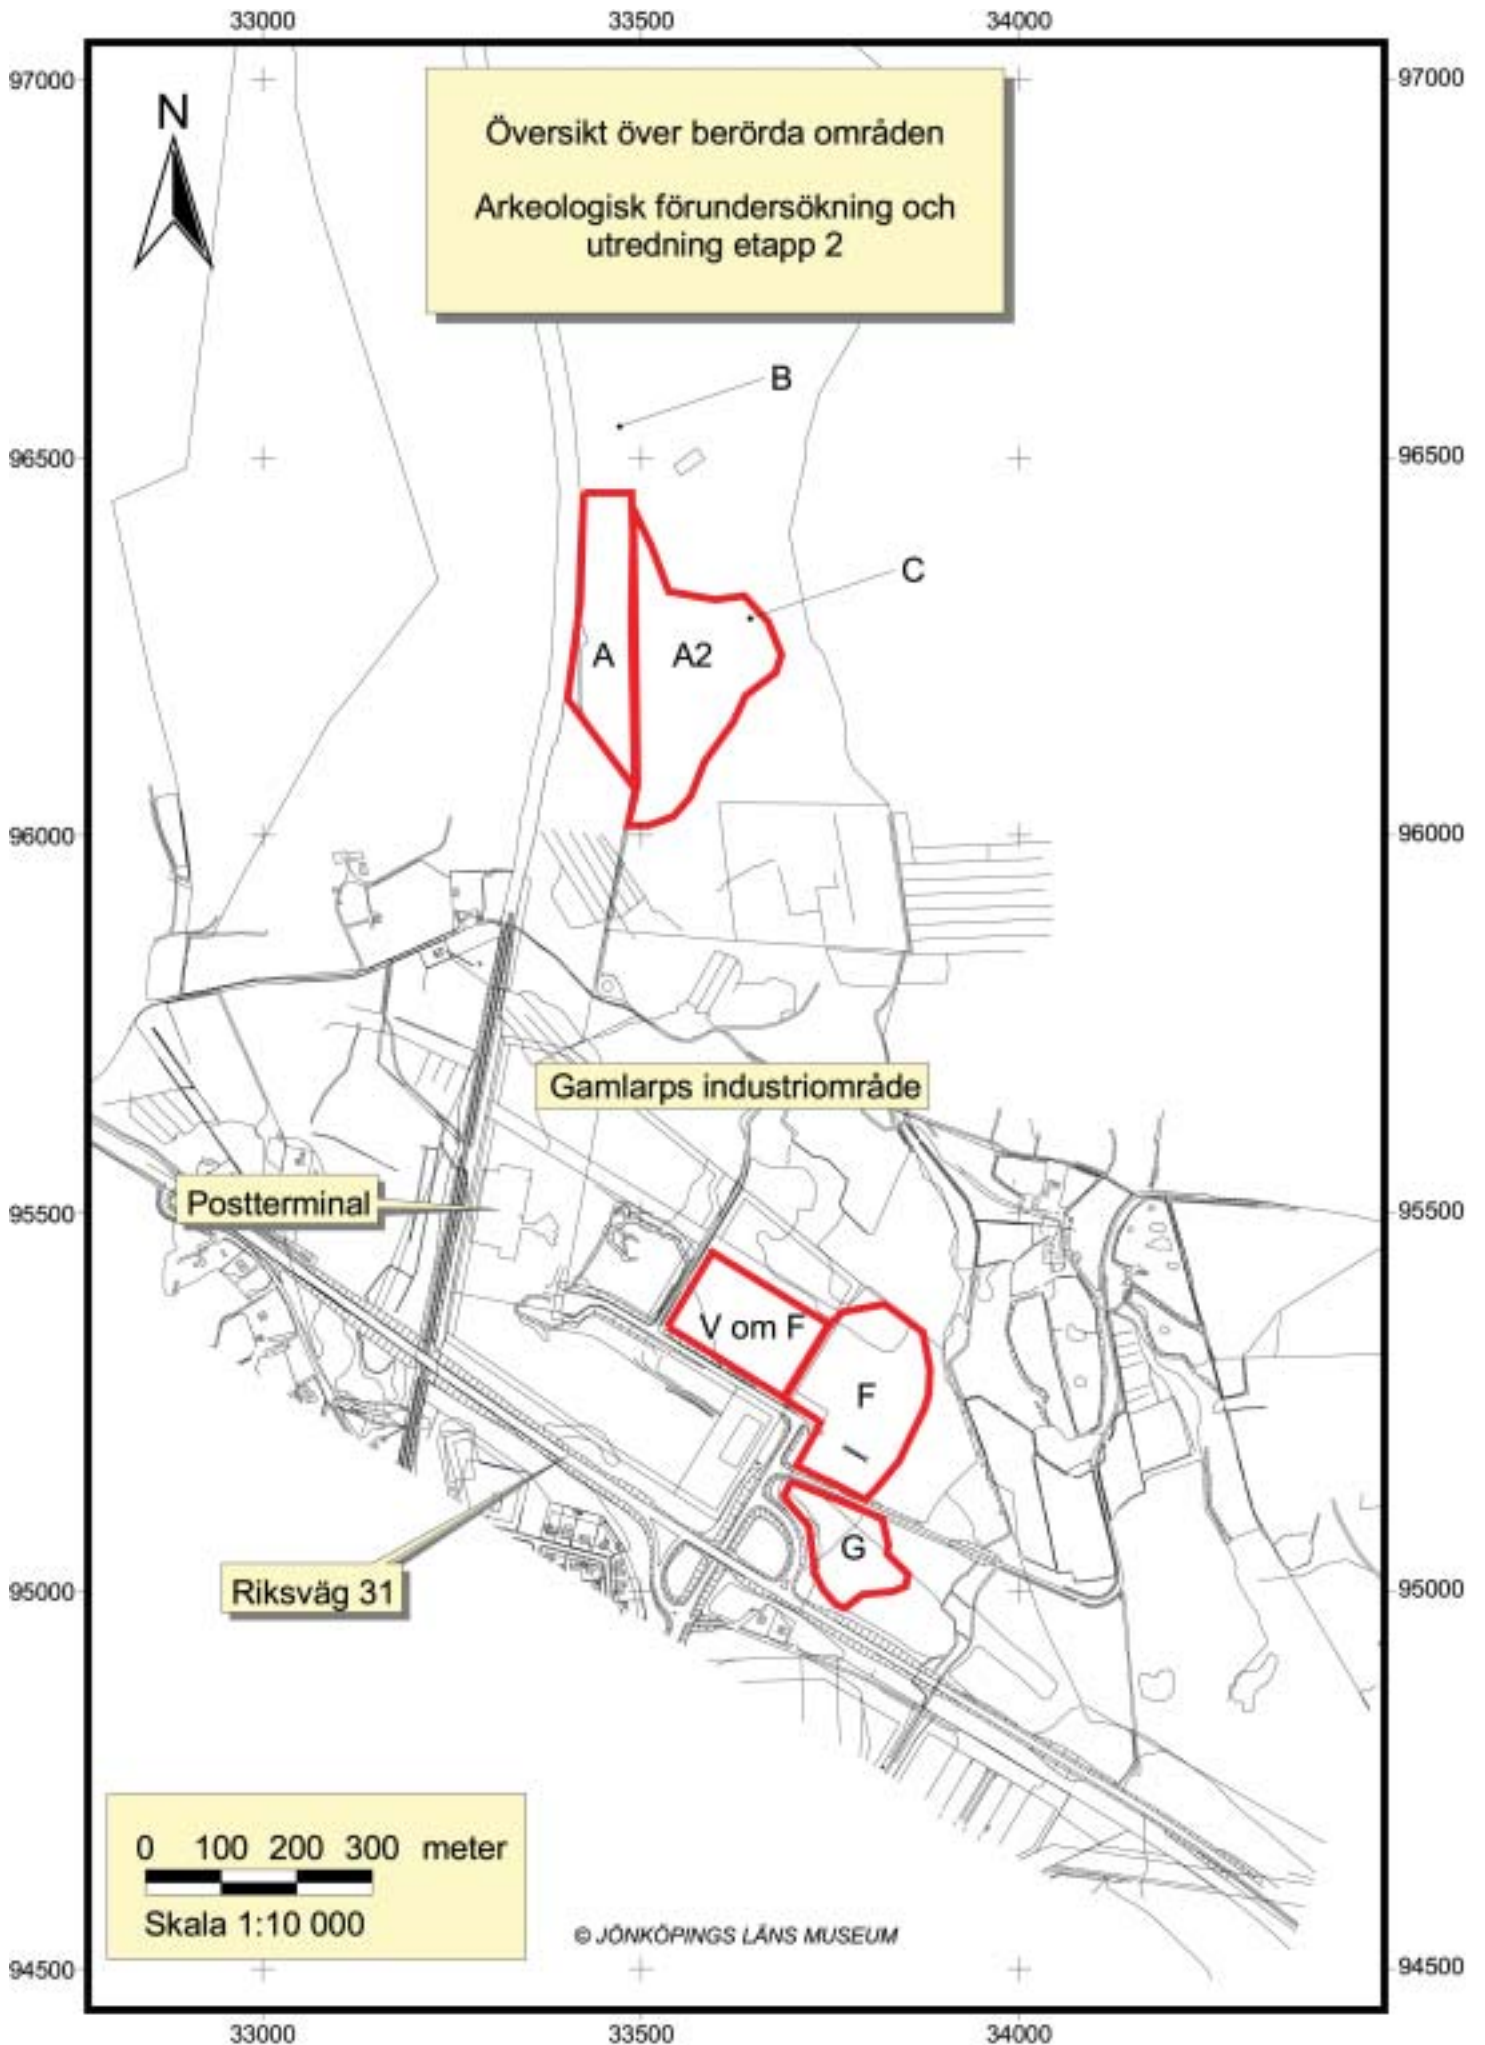 33000 33500 34000
97000 97000
N
Översikt över berörda områden
Arkeologisk förundersökning och
utredning etapp 2
B
96500 96500
C
A A2
96000 96000
Gamlarps industriområde
Postterminal
95500 95500
V om F
F
G
Riksväg 31
95000 95000
0 100 200 300 meter
Skala 1:10 000
© JÖNKÖPINGS LÄNS MUSEUM
94500 94500
33000 33500 34000